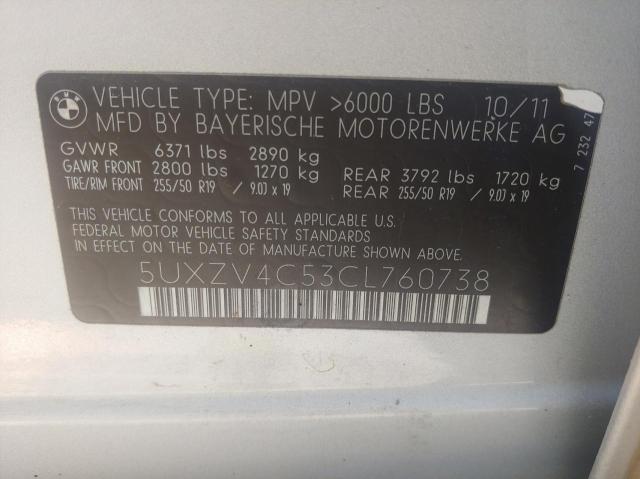 BMW
VEHICLE TYPE: MPV >6000 LBS 10/11
MFD BY BAYERISCHE MOTORENWERKE AG
GVWR 6371 lbs 2890 kg
GAWR FRONT 2800 lbs 1270 kg REAR 3792 lbs 1720 kg
TIRE/RIM FRONT 255/50 R19 / 9.0J x 19 REAR 255/50 R19 / 9.0J x 19
THIS VEHICLE CONFORMS TO ALL APPLICABLE U.S.
FEDERAL MOTOR VEHICLE SAFETY STANDARDS
IN EFFECT ON THE DATE OF MANUFACTURE SHOWN ABOVE.
5UXZV4C53CL760738
7 232 47